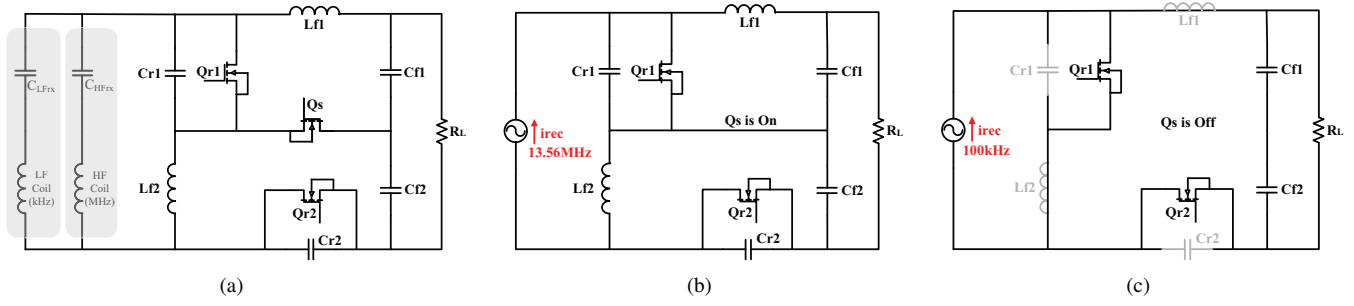 Lf1
Cr1
Qr1
Cf1
CLFrx
CHFrx
Qs
RL
LF
Coil
(kHz)
HF
Coil
(MHz)
Lf2
Cf2
Qr2
Cr2
(a)
Lf1
Cr1
Qr1
Cf1
Qs is On
irec
13.56MHz
RL
Lf2
Cf2
Qr2
Cr2
(b)
Lf1
Cr1
Qr1
Cf1
Qs is Off
irec
100kHz
RL
Lf2
Cf2
Qr2
Cr2
(c)